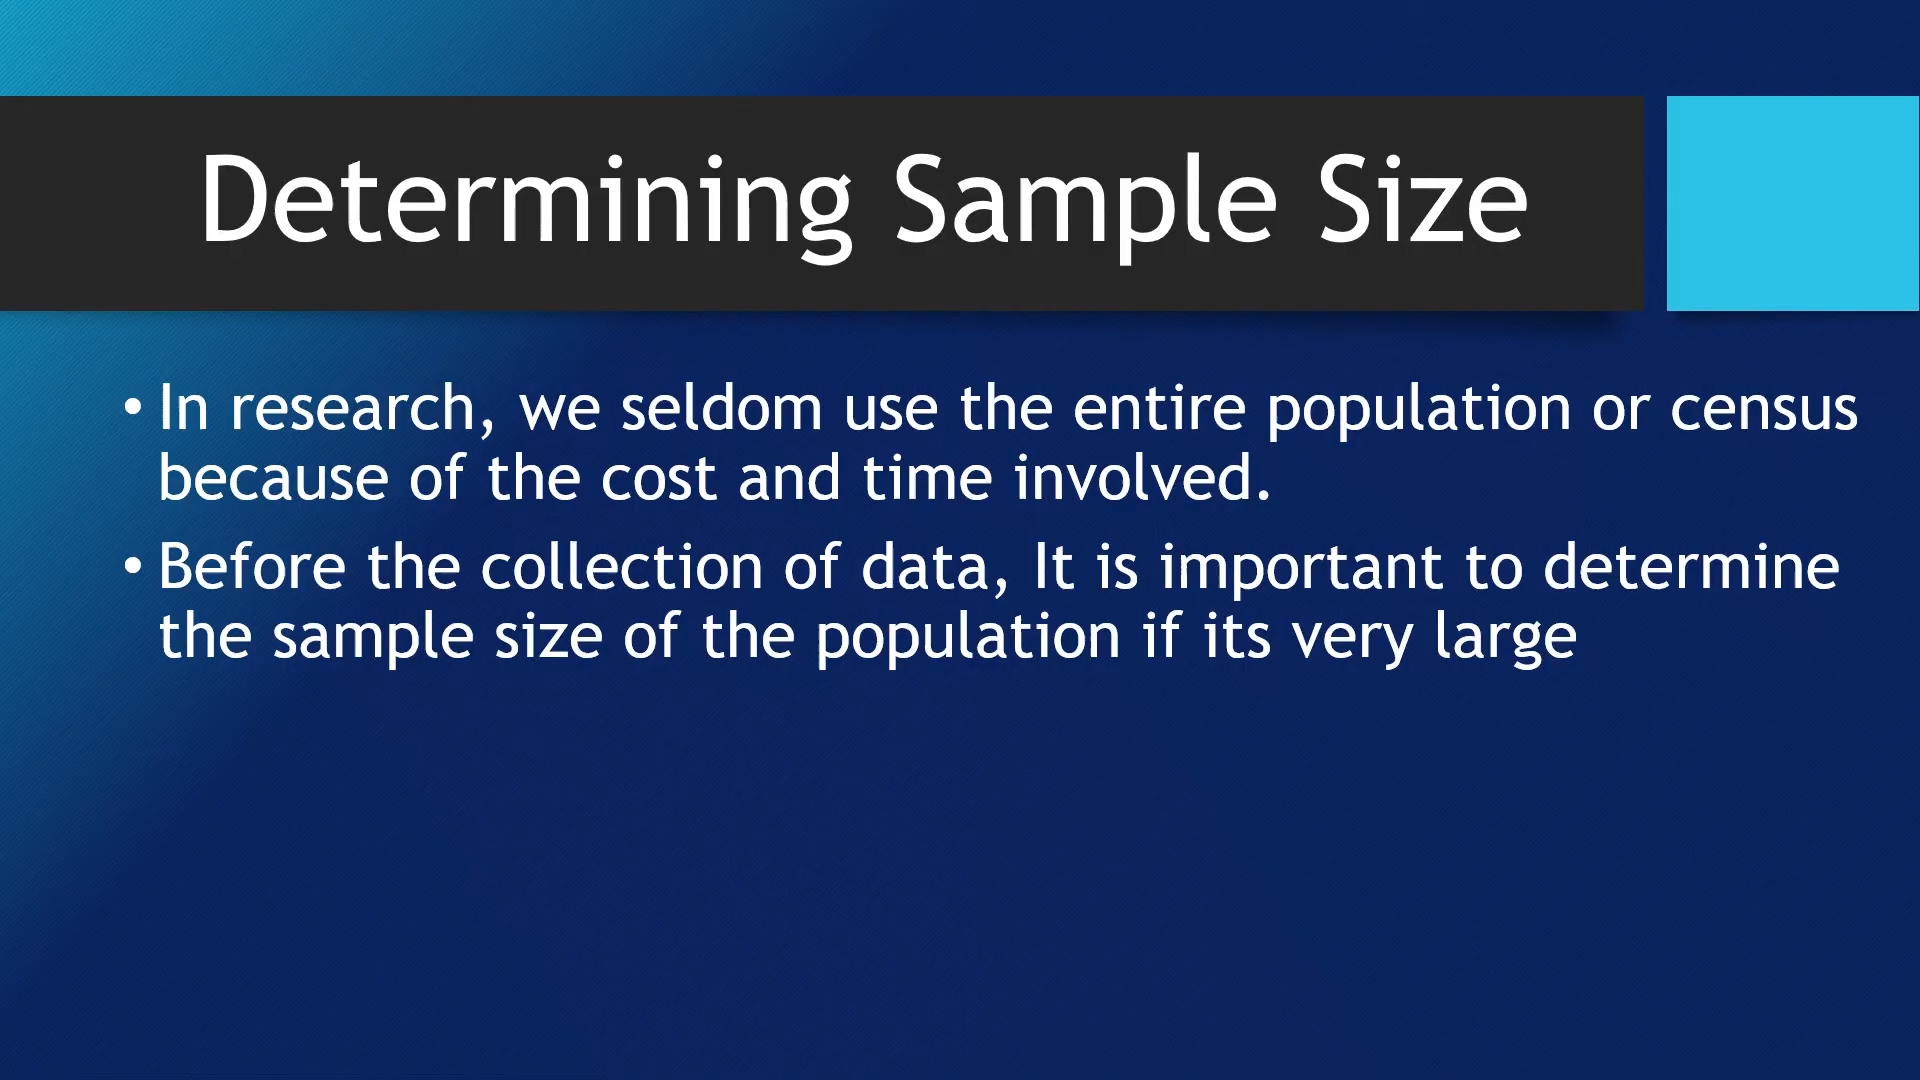 Determining Sample Size
• In research, we seldom use the entire population or census
because of the cost and time involved.
• Before the collection of data, It is important to determine
the sample size of the population if its very large